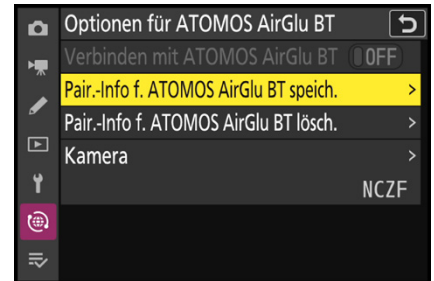 Optionen für ATOMOS AirGlu BT
Verbinden mit ATOMOS AirGlu BT OFF
Pair.-Info f. ATOMOS AirGlu BT speich.
Pair.-Info f. ATOMOS AirGlu BT lösch.
Kamera
NCZF